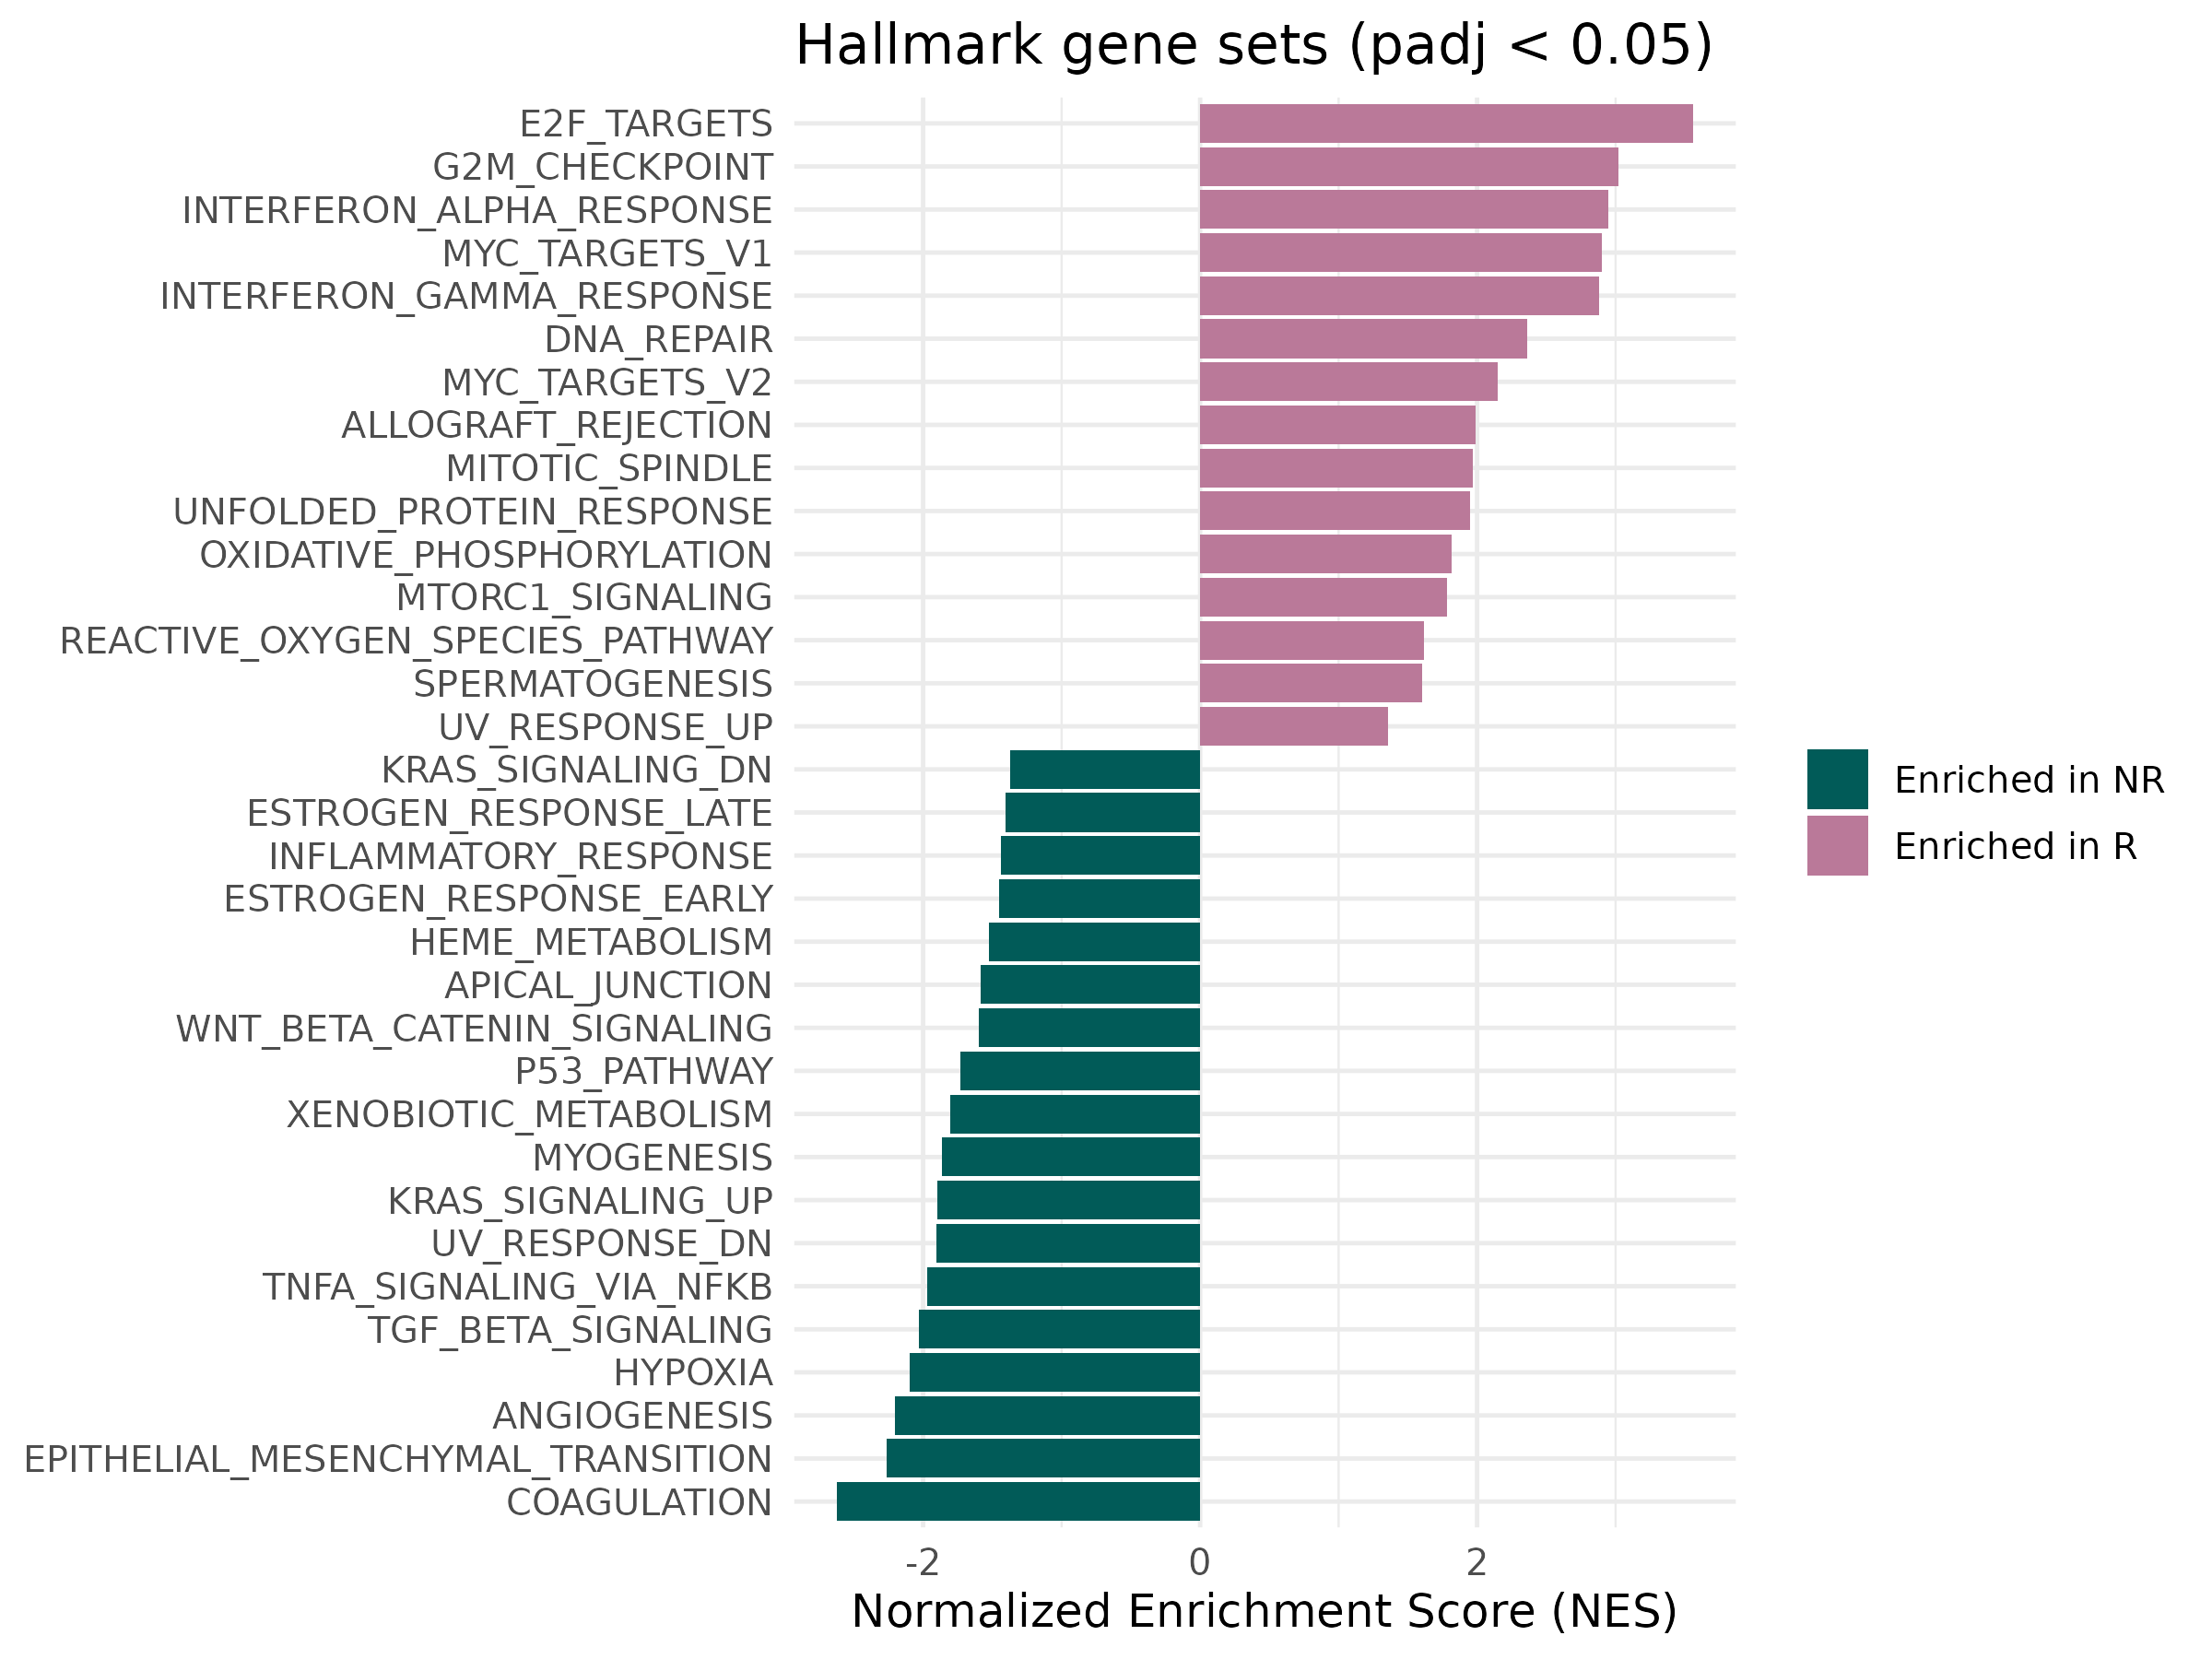 Hallmark gene sets (padj < 0.05)
E2F_TARGETS
G2M_CHECKPOINT
INTERFERON_ALPHA_RESPONSE
MYC_TARGETS_V1
INTERFERON_GAMMA_RESPONSE
DNA_REPAIR
MYC_TARGETS_V2
ALLOGRAFT_REJECTION
MITOTIC_SPINDLE
UNFOLDED_PROTEIN_RESPONSE
OXIDATIVE_PHOSPHORYLATION
MTORC1_SIGNALING
REACTIVE_OXYGEN_SPECIES_PATHWAY
SPERMATOGENESIS
UV_RESPONSE_UP
KRAS_SIGNALING_DN
ESTROGEN_RESPONSE_LATE
INFLAMMATORY_RESPONSE
ESTROGEN_RESPONSE_EARLY
HEME_METABOLISM
APICAL_JUNCTION
WNT_BETA_CATENIN_SIGNALING
P53_PATHWAY
XENOBIOTIC_METABOLISM
MYOGENESIS
KRAS_SIGNALING_UP
UV_RESPONSE_DN
TNFA_SIGNALING_VIA_NFKB
TGF_BETA_SIGNALING
HYPOXIA
ANGIOGENESIS
EPITHELIAL_MESENCHYMAL_TRANSITION
COAGULATION
-2 0 2
Normalized Enrichment Score (NES)
Enriched in NR
Enriched in R